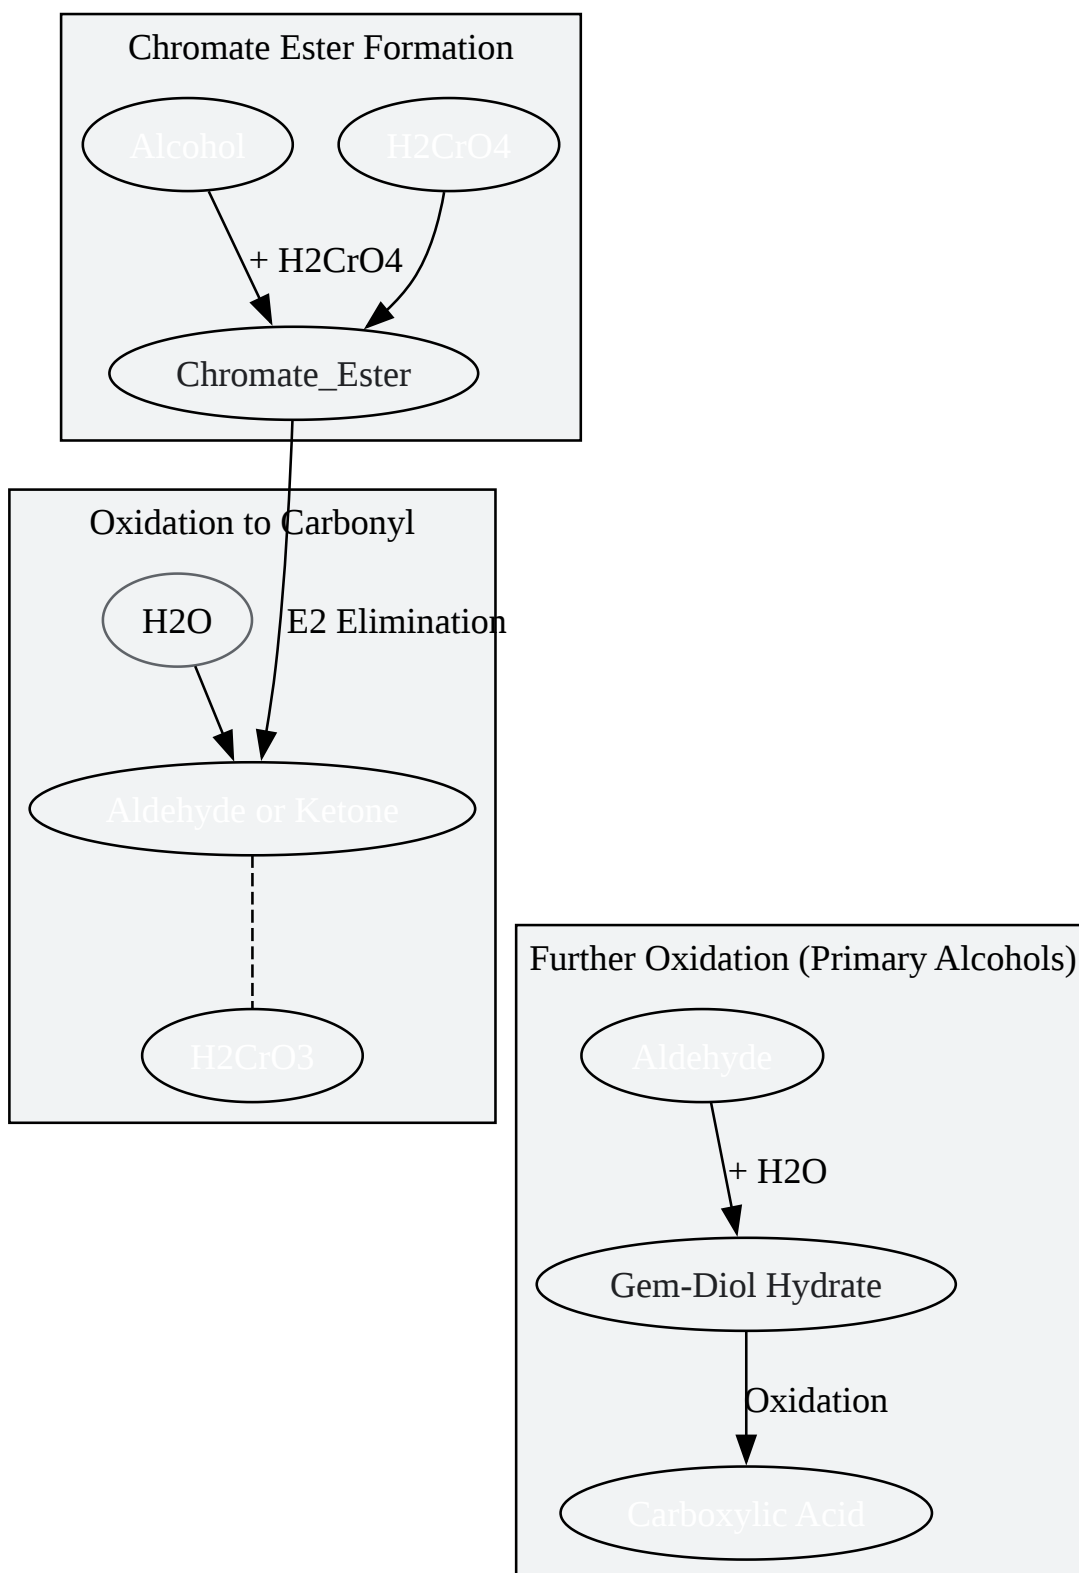 Chromate Ester Formation
Alcohol
H2CrO4
+ H2CrO4
Chromate_Ester
Oxidation to Carbonyl
H2O
E2 Elimination
Aldehyde or Ketone
H2CrO3
Further Oxidation (Primary Alcohols)
Aldehyde
+ H2O
Gem-Diol Hydrate
Oxidation
Carboxylic Acid